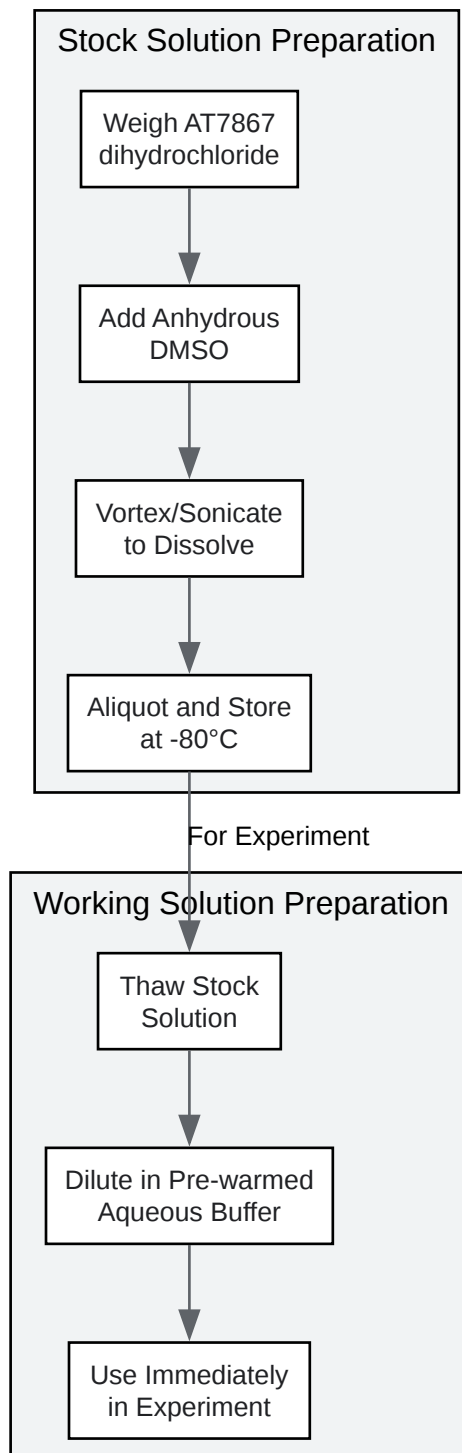 Stock Solution Preparation
Weigh AT7867
dihydrochloride
Add Anhydrous
DMSO
Vortex/Sonicate
to Dissolve
Aliquot and Store
at -80°C
For Experiment
Working Solution Preparation
Thaw Stock
Solution
Dilute in Pre-warmed
Aqueous Buffer
Use Immediately
in Experiment